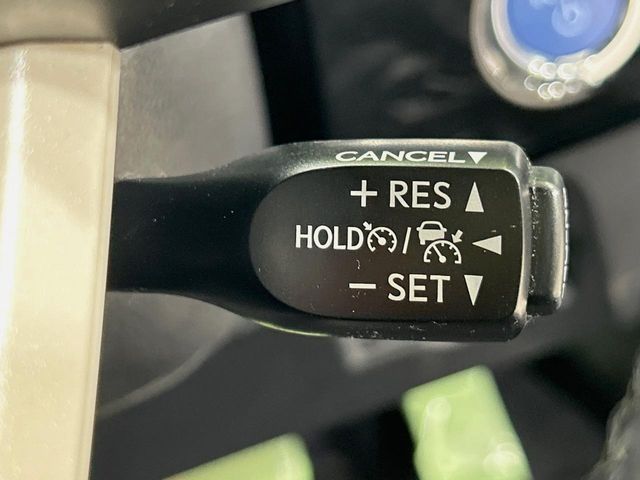 CANCEL▼
+ RES ▲
HOLD / ◀
− SET ▼